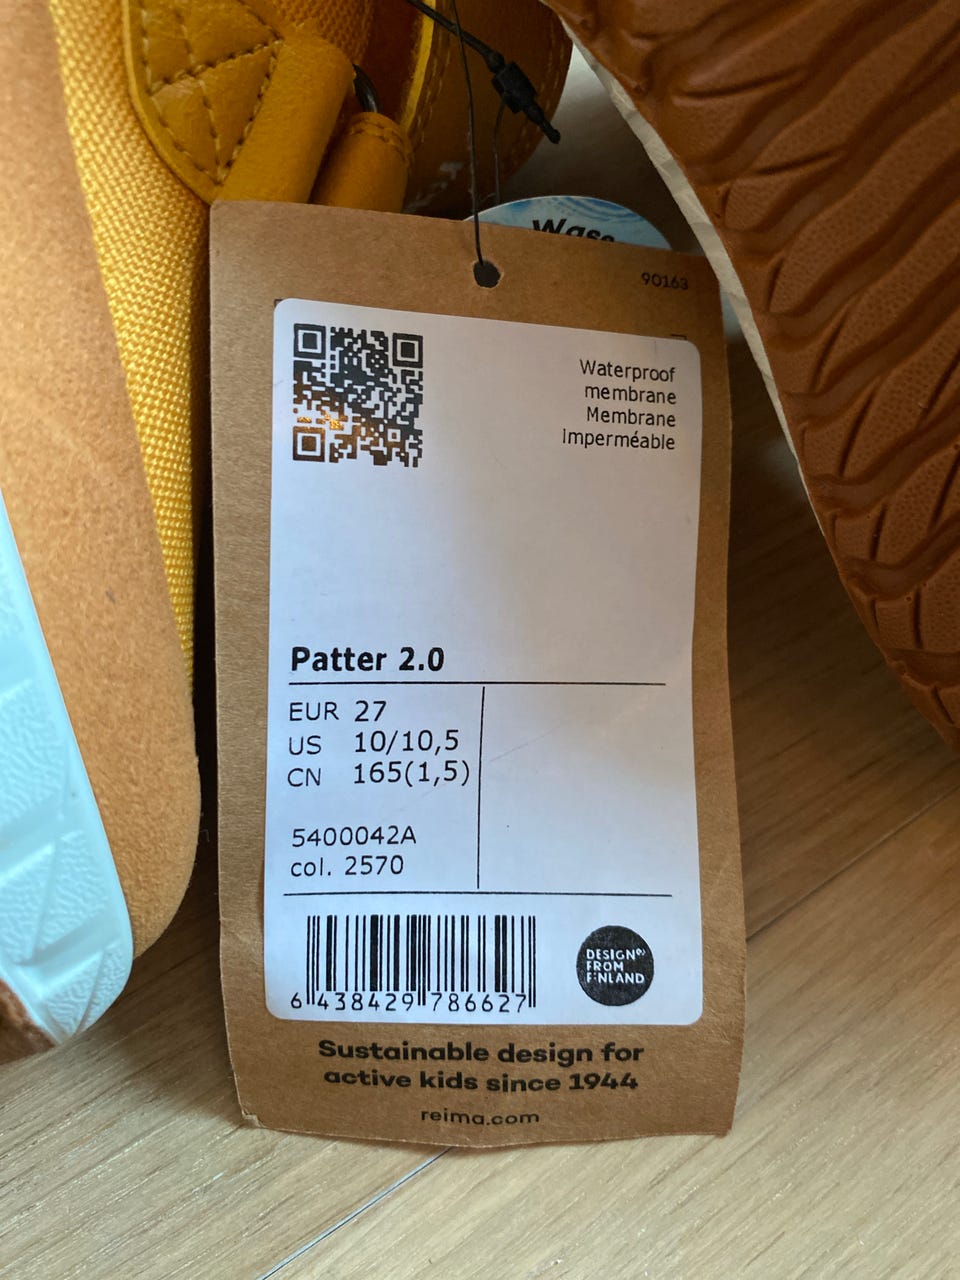 90163
Waterproof
membrane
Membrane
imperméable
Patter 2.0
EUR 27
US 10/10,5
CN 165(1,5)
5400042A
col. 2570
6 438429 786627
DESIGN
FROM
FINLAND
Sustainable design for
active kids since 1944
reima.com